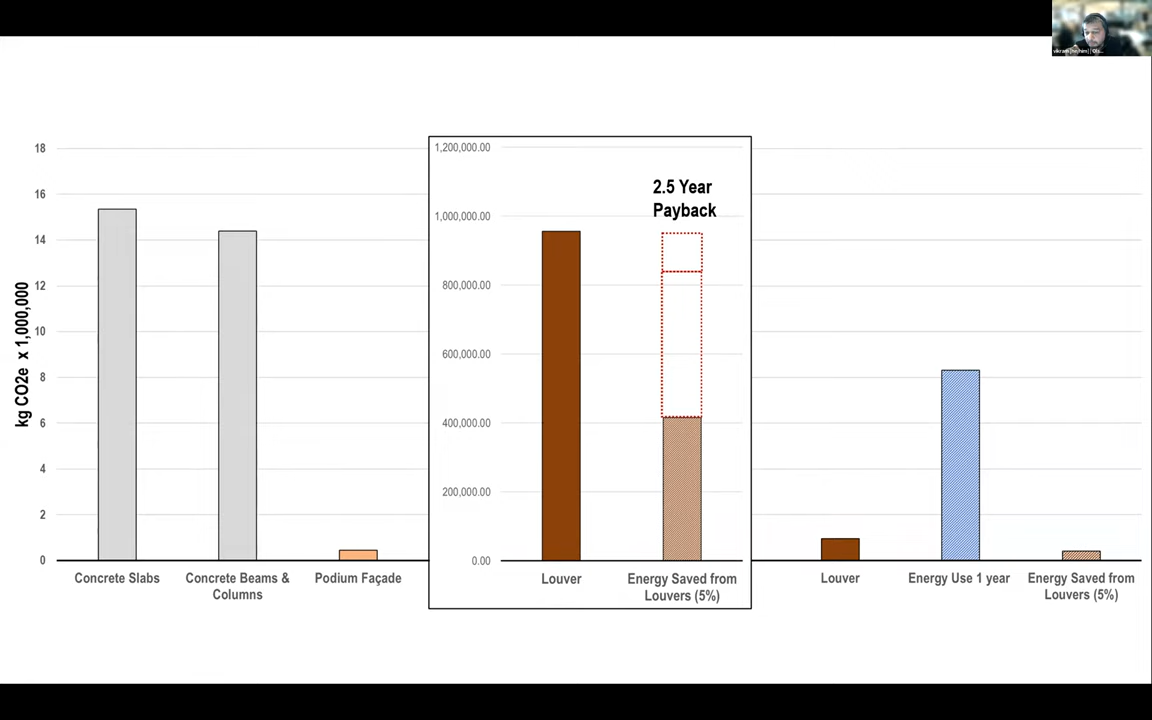 vikram (he/him) |
kg CO2e x 1,000,000
18
16
14
12
10
8
6
4
2
0
Concrete Slabs
Concrete Beams &
Columns
Podium Façade
1,200,000.00
1,000,000.00
800,000.00
600,000.00
400,000.00
200,000.00
0.00
2.5 Year
Payback
Louver
Energy Saved from
Louvers (5%)
Louver
Energy Use 1 year
Energy Saved from
Louvers (5%)